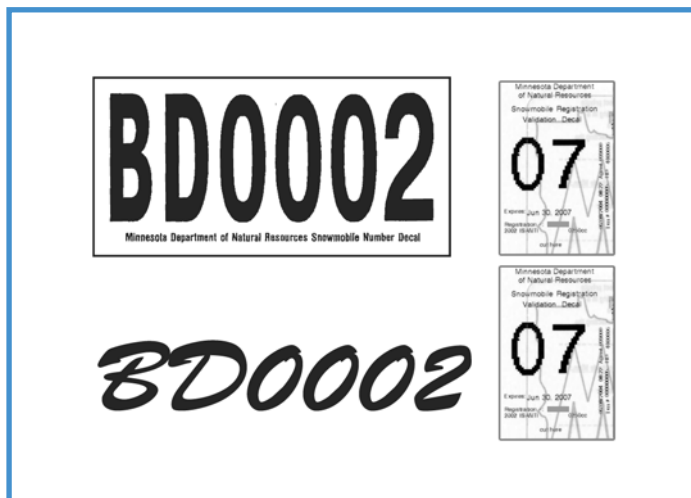 BD0002
Minnesota Department of Natural Resources Snowmobile Number Decal
BD0002
Minnesota Department
of Natural Resources
Snowmobile Registration
Validation Decal
07
Expires Jun 30, 2007
Registration
cut here
Minnesota Department
of Natural Resources
Snowmobile Registration
Validation Decal
07
Expires Jun 30, 2007
Registration
cut here